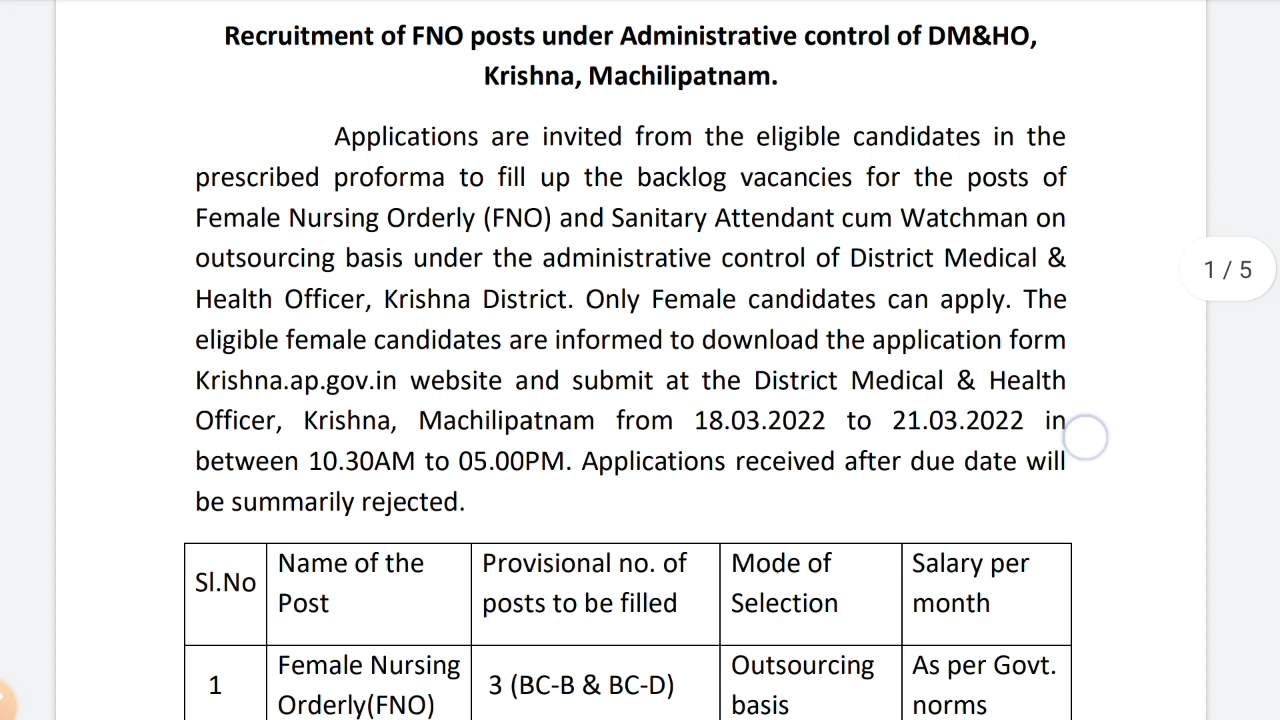 Recruitment of FNO posts under Administrative control of DM&HO,
Krishna, Machilipatnam.
Applications are invited from the eligible candidates in the
prescribed proforma to fill up the backlog vacancies for the posts of
Female Nursing Orderly (FNO) and Sanitary Attendant cum Watchman on
outsourcing basis under the administrative control of District Medical &
Health Officer, Krishna District. Only Female candidates can apply. The
eligible female candidates are informed to download the application form
Krishna.ap.gov.in website and submit at the District Medical & Health
Officer, Krishna, Machilipatnam from 18.03.2022 to 21.03.2022 in
between 10.30AM to 05.00PM. Applications received after due date will
be summarily rejected.
1 / 5
Sl.No
Name of the
Post
Provisional no. of
posts to be filled
Mode of
Selection
Salary per
month
1
Female Nursing
Orderly(FNO)
3 (BC-B & BC-D)
Outsourcing
basis
As per Govt.
norms